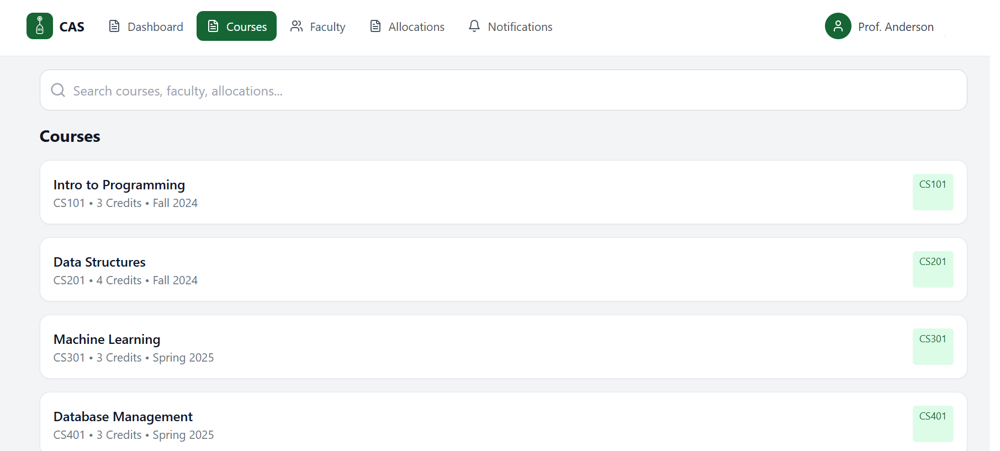 CAS Dashboard Courses Faculty Allocations Notifications Prof. Anderson
Search courses, faculty, allocations...
Courses
Intro to Programming
CS101 • 3 Credits • Fall 2024
CS101
Data Structures
CS201 • 4 Credits • Fall 2024
CS201
Machine Learning
CS301 • 3 Credits • Spring 2025
CS301
Database Management
CS401 • 3 Credits • Spring 2025
CS401